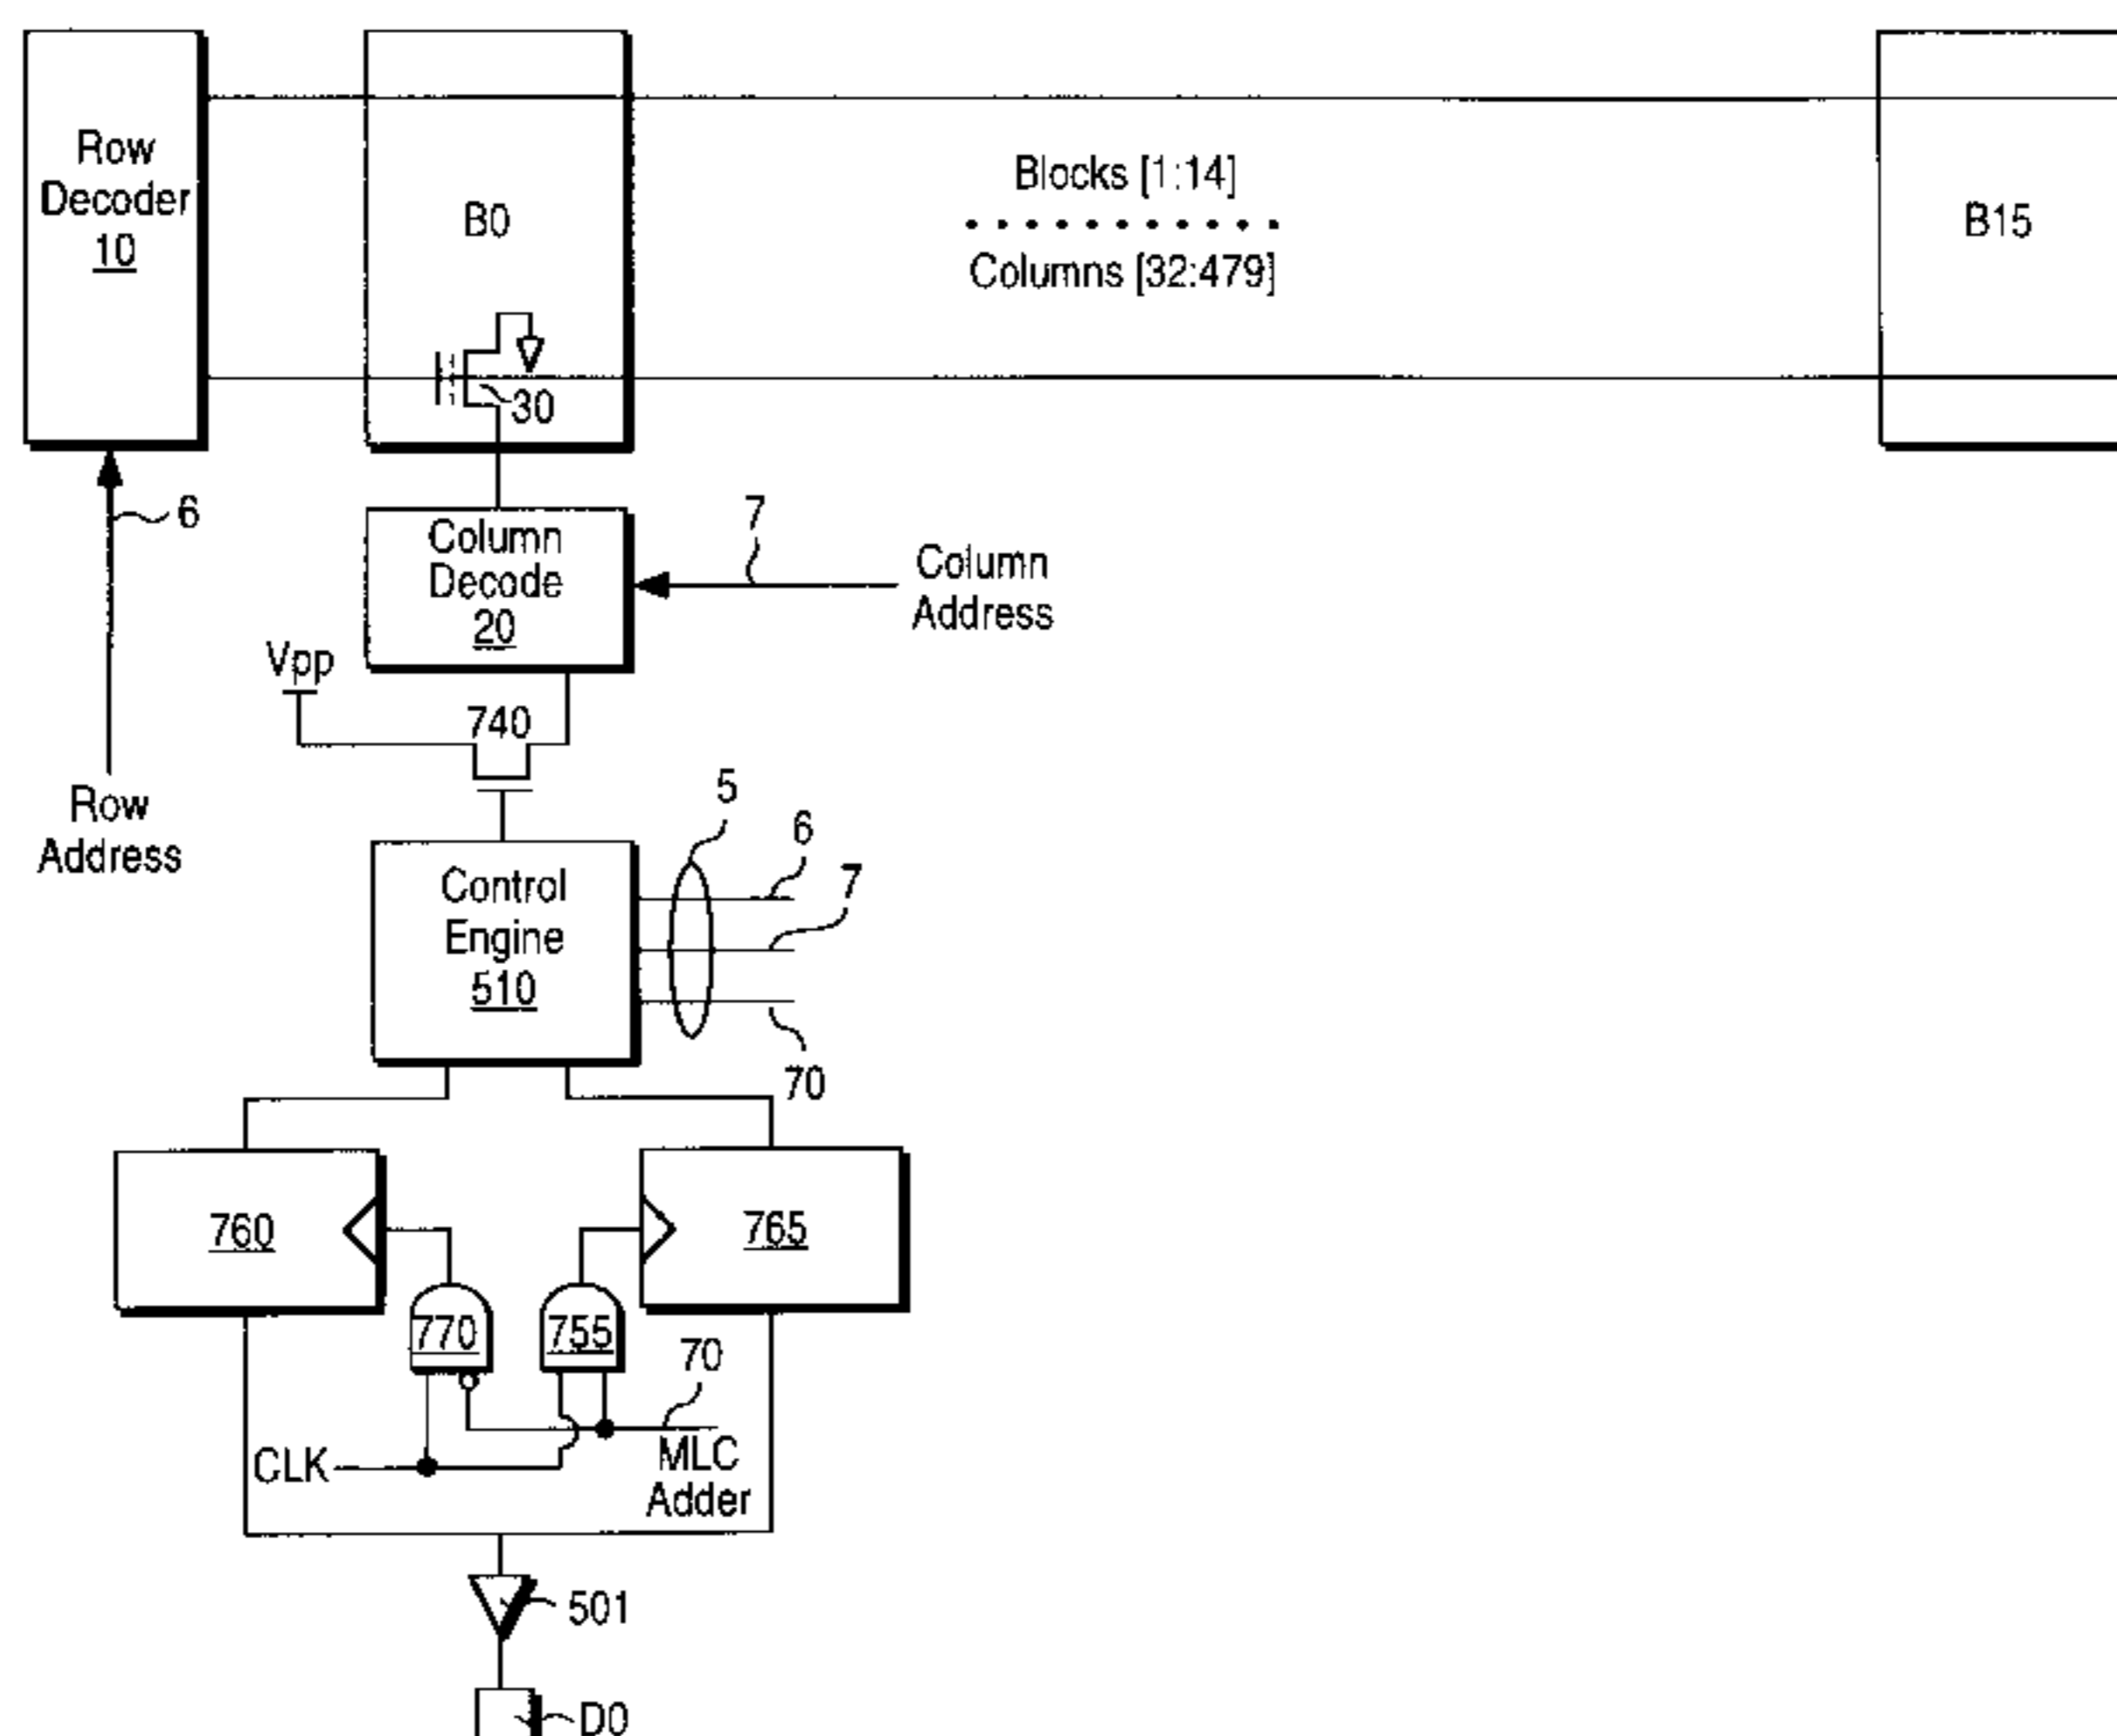 Row
Decoder
10
B0
Blocks [1:14]
Columns [32:479]
B15
30
6
Column
Decode
20
7
Column
Address
Vpp
740
Row
Address
5
6
7
70
Control
Engine
510
760
765
770
755
70
CLK
MLC
Adder
501
D0